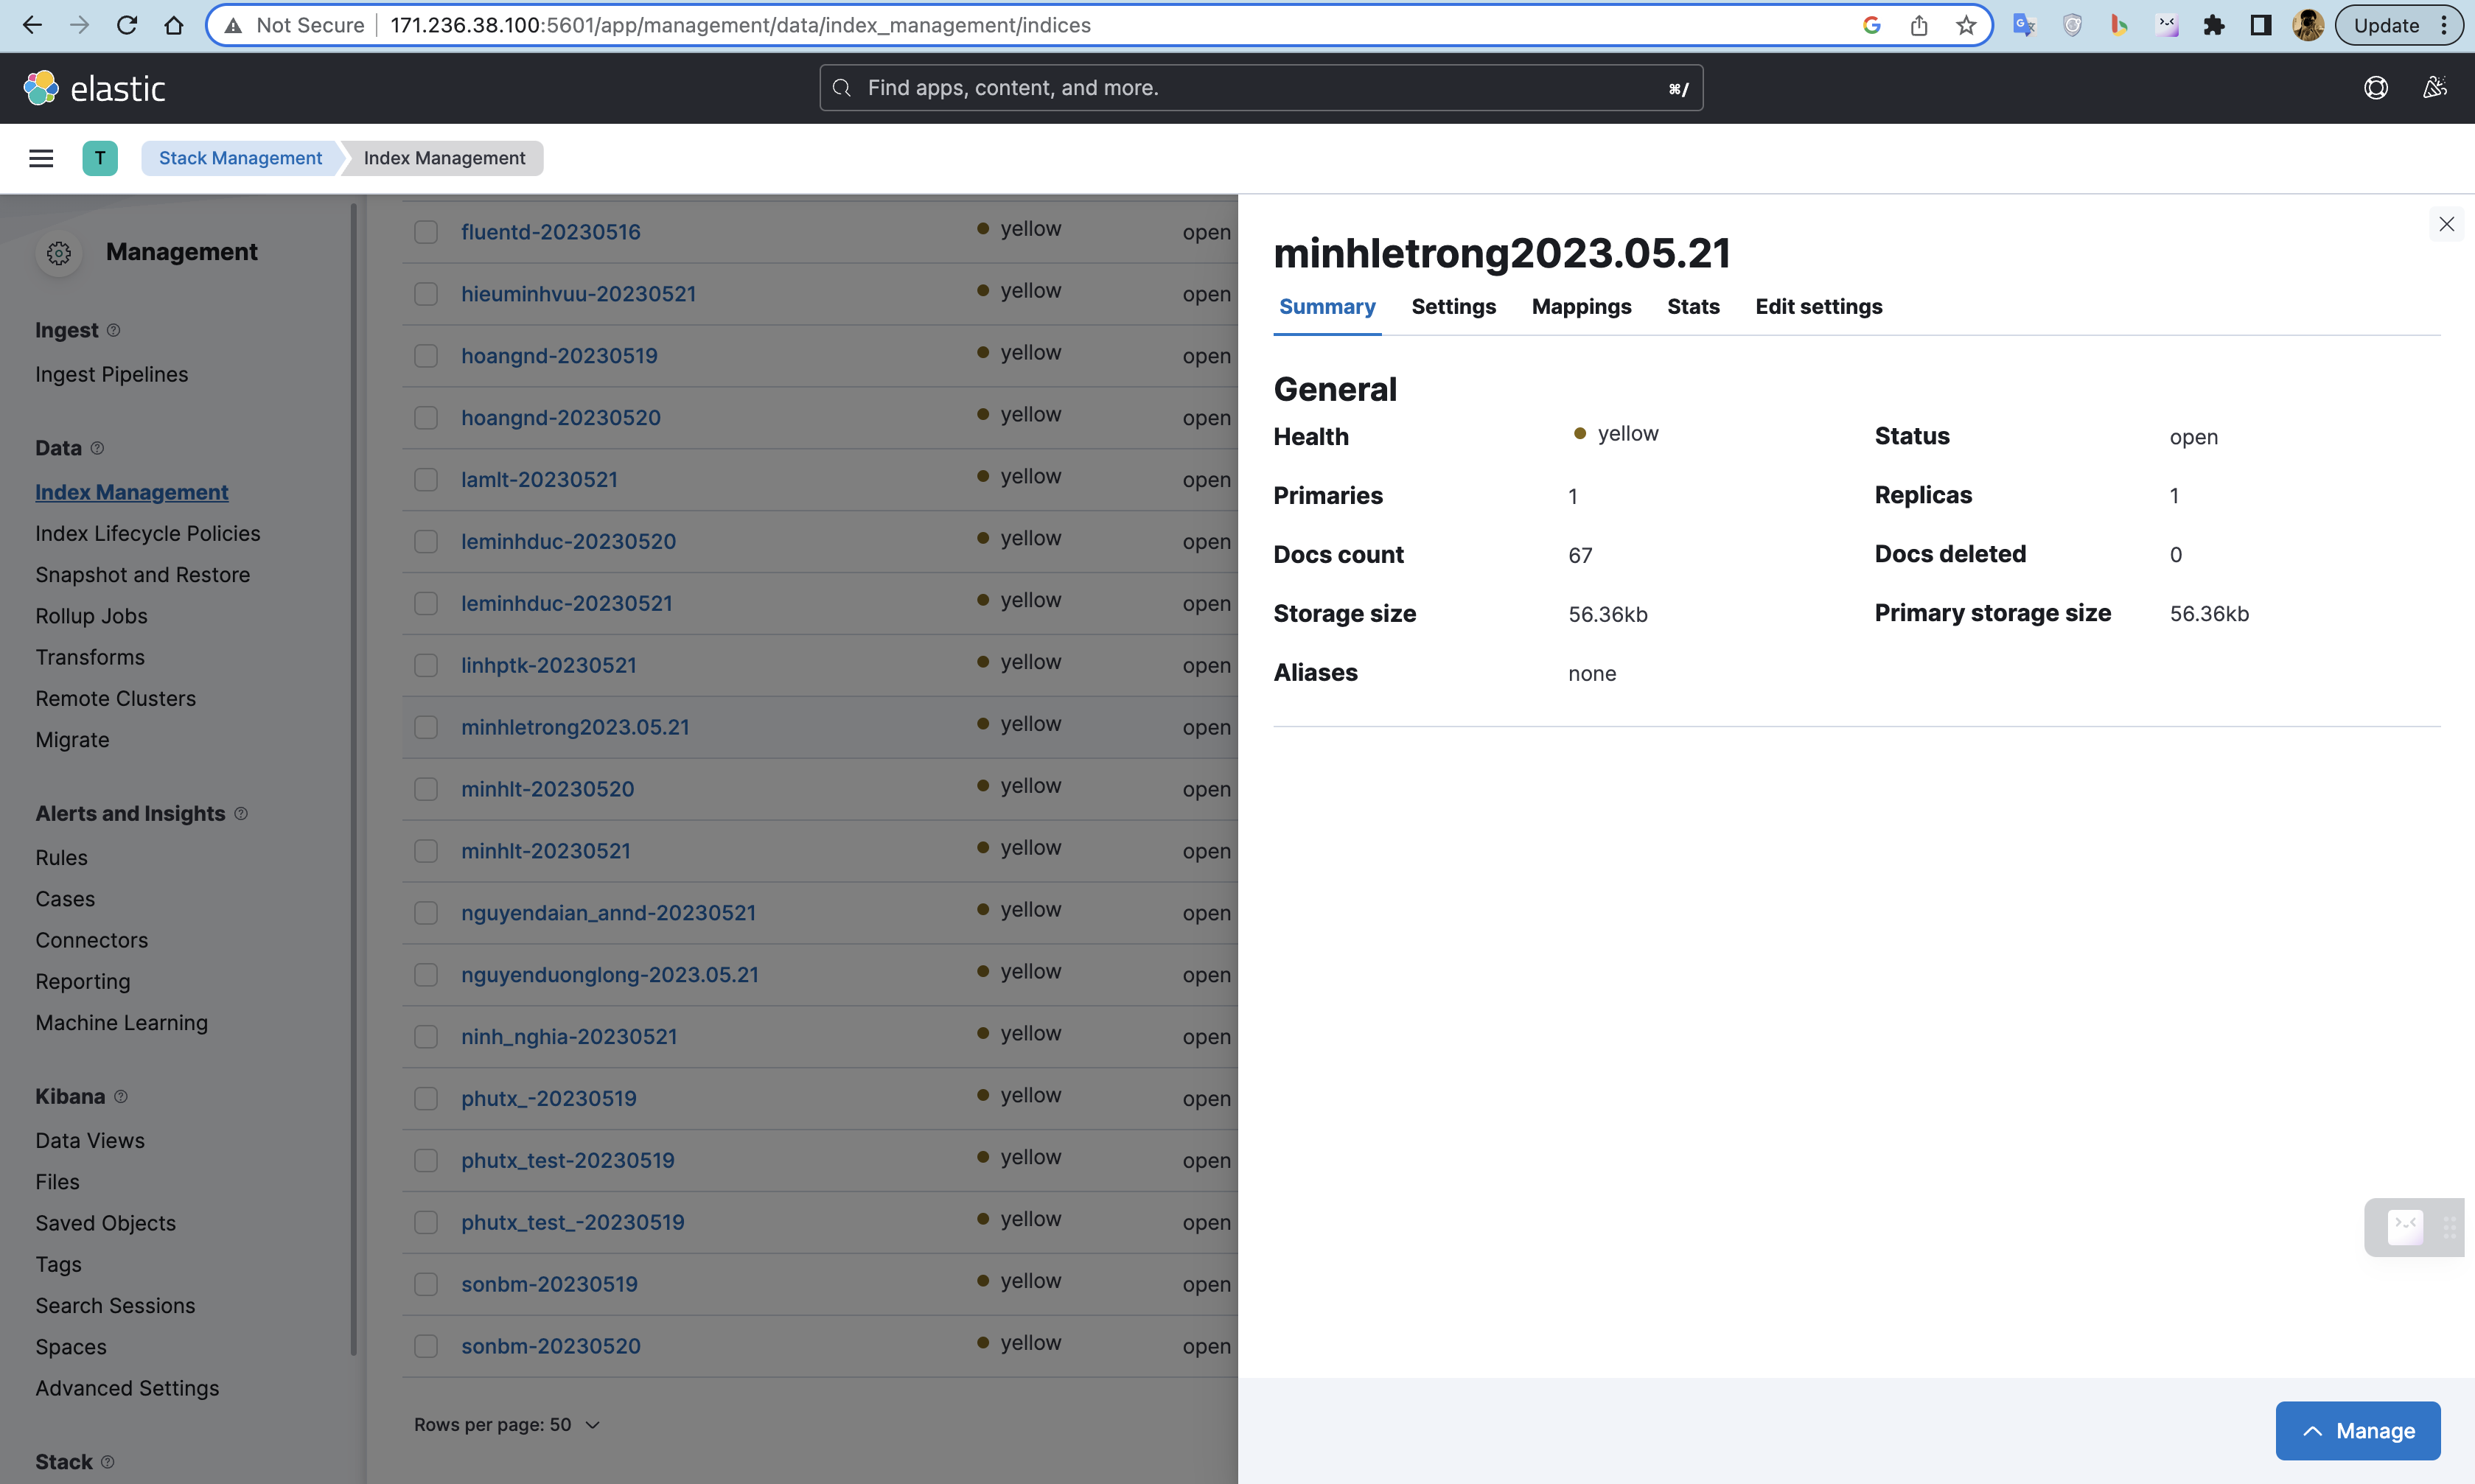 Not Secure 171.236.38.100:5601/app/management/data/index_management/indices
Update
elastic
Find apps, content, and more.
⌘/
T
Stack Management
Index Management
Management
Ingest
Ingest Pipelines
Data
Index Management
Index Lifecycle Policies
Snapshot and Restore
Rollup Jobs
Transforms
Remote Clusters
Migrate
Alerts and Insights
Rules
Cases
Connectors
Reporting
Machine Learning
Kibana
Data Views
Files
Saved Objects
Tags
Search Sessions
Spaces
Advanced Settings
Stack
fluentd-20230516 yellow open
hieuminhvuu-20230521 yellow open
hoangnd-20230519 yellow open
hoangnd-20230520 yellow open
lamlt-20230521 yellow open
leminhduc-20230520 yellow open
leminhduc-20230521 yellow open
linhptk-20230521 yellow open
minhletrong2023.05.21 yellow open
minhlt-20230520 yellow open
minhlt-20230521 yellow open
nguyendaian_annd-20230521 yellow open
nguyenduonglong-2023.05.21 yellow open
ninh_nghia-20230521 yellow open
phutx_-20230519 yellow open
phutx_test-20230519 yellow open
phutx_test_-20230519 yellow open
sonbm-20230519 yellow open
sonbm-20230520 yellow open
Rows per page: 50
minhletrong2023.05.21
Summary Settings Mappings Stats Edit settings
General
Health yellow Status open
Primaries 1 Replicas 1
Docs count 67 Docs deleted 0
Storage size 56.36kb Primary storage size 56.36kb
Aliases none
Manage